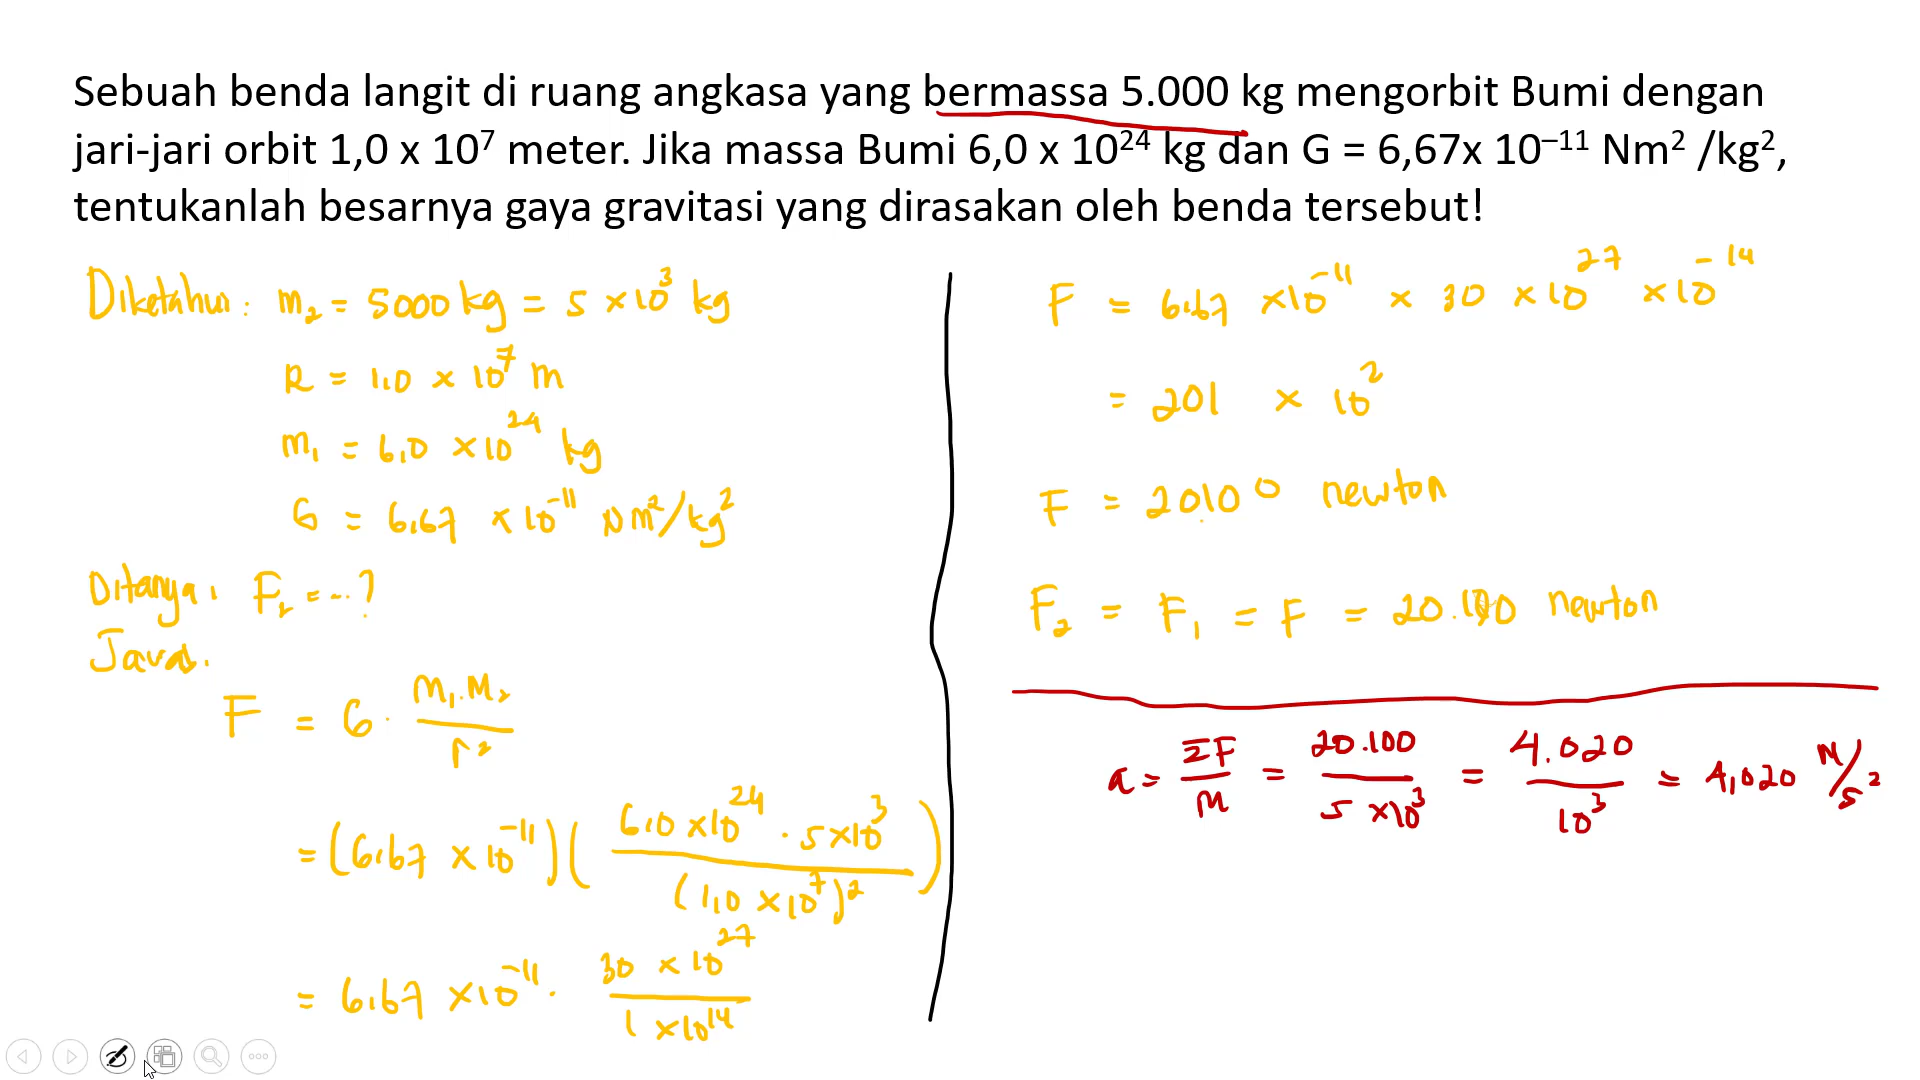 Sebuah benda langit di ruang angkasa yang bermassa 5.000 kg mengorbit Bumi dengan
jari-jari orbit 1,0 x 10⁷ meter. Jika massa Bumi 6,0 x 10²⁴ kg dan G = 6,67x 10⁻¹¹ Nm² /kg²,
tentukanlah besarnya gaya gravitasi yang dirasakan oleh benda tersebut!
Diketahui: m₂ = 5000 kg = 5 × 10³ kg
R = 1,0 × 10⁷ m
m₁ = 6,0 × 10²⁴ kg
G = 6,67 × 10⁻¹¹ Nm²/kg²
Ditanya: F₂ = ...?
Jawab.
F = G · m₁.m₂ / r²
= (6,67 × 10⁻¹¹) (6,0 × 10²⁴ · 5 × 10³ / (1,0 × 10⁷)²)
= 6,67 × 10⁻¹¹ · 30 × 10²⁷ / 1 × 10¹⁴
F = 6,67 × 10⁻¹¹ × 30 × 10²⁷ × 10⁻¹⁴
= 201 × 10²
F = 20.100 newton
F₂ = F₁ = F = 20.100 newton
a = ΣF / m = 20.100 / 5 × 10³ = 4.020 / 10³ = 4,020 m/s²